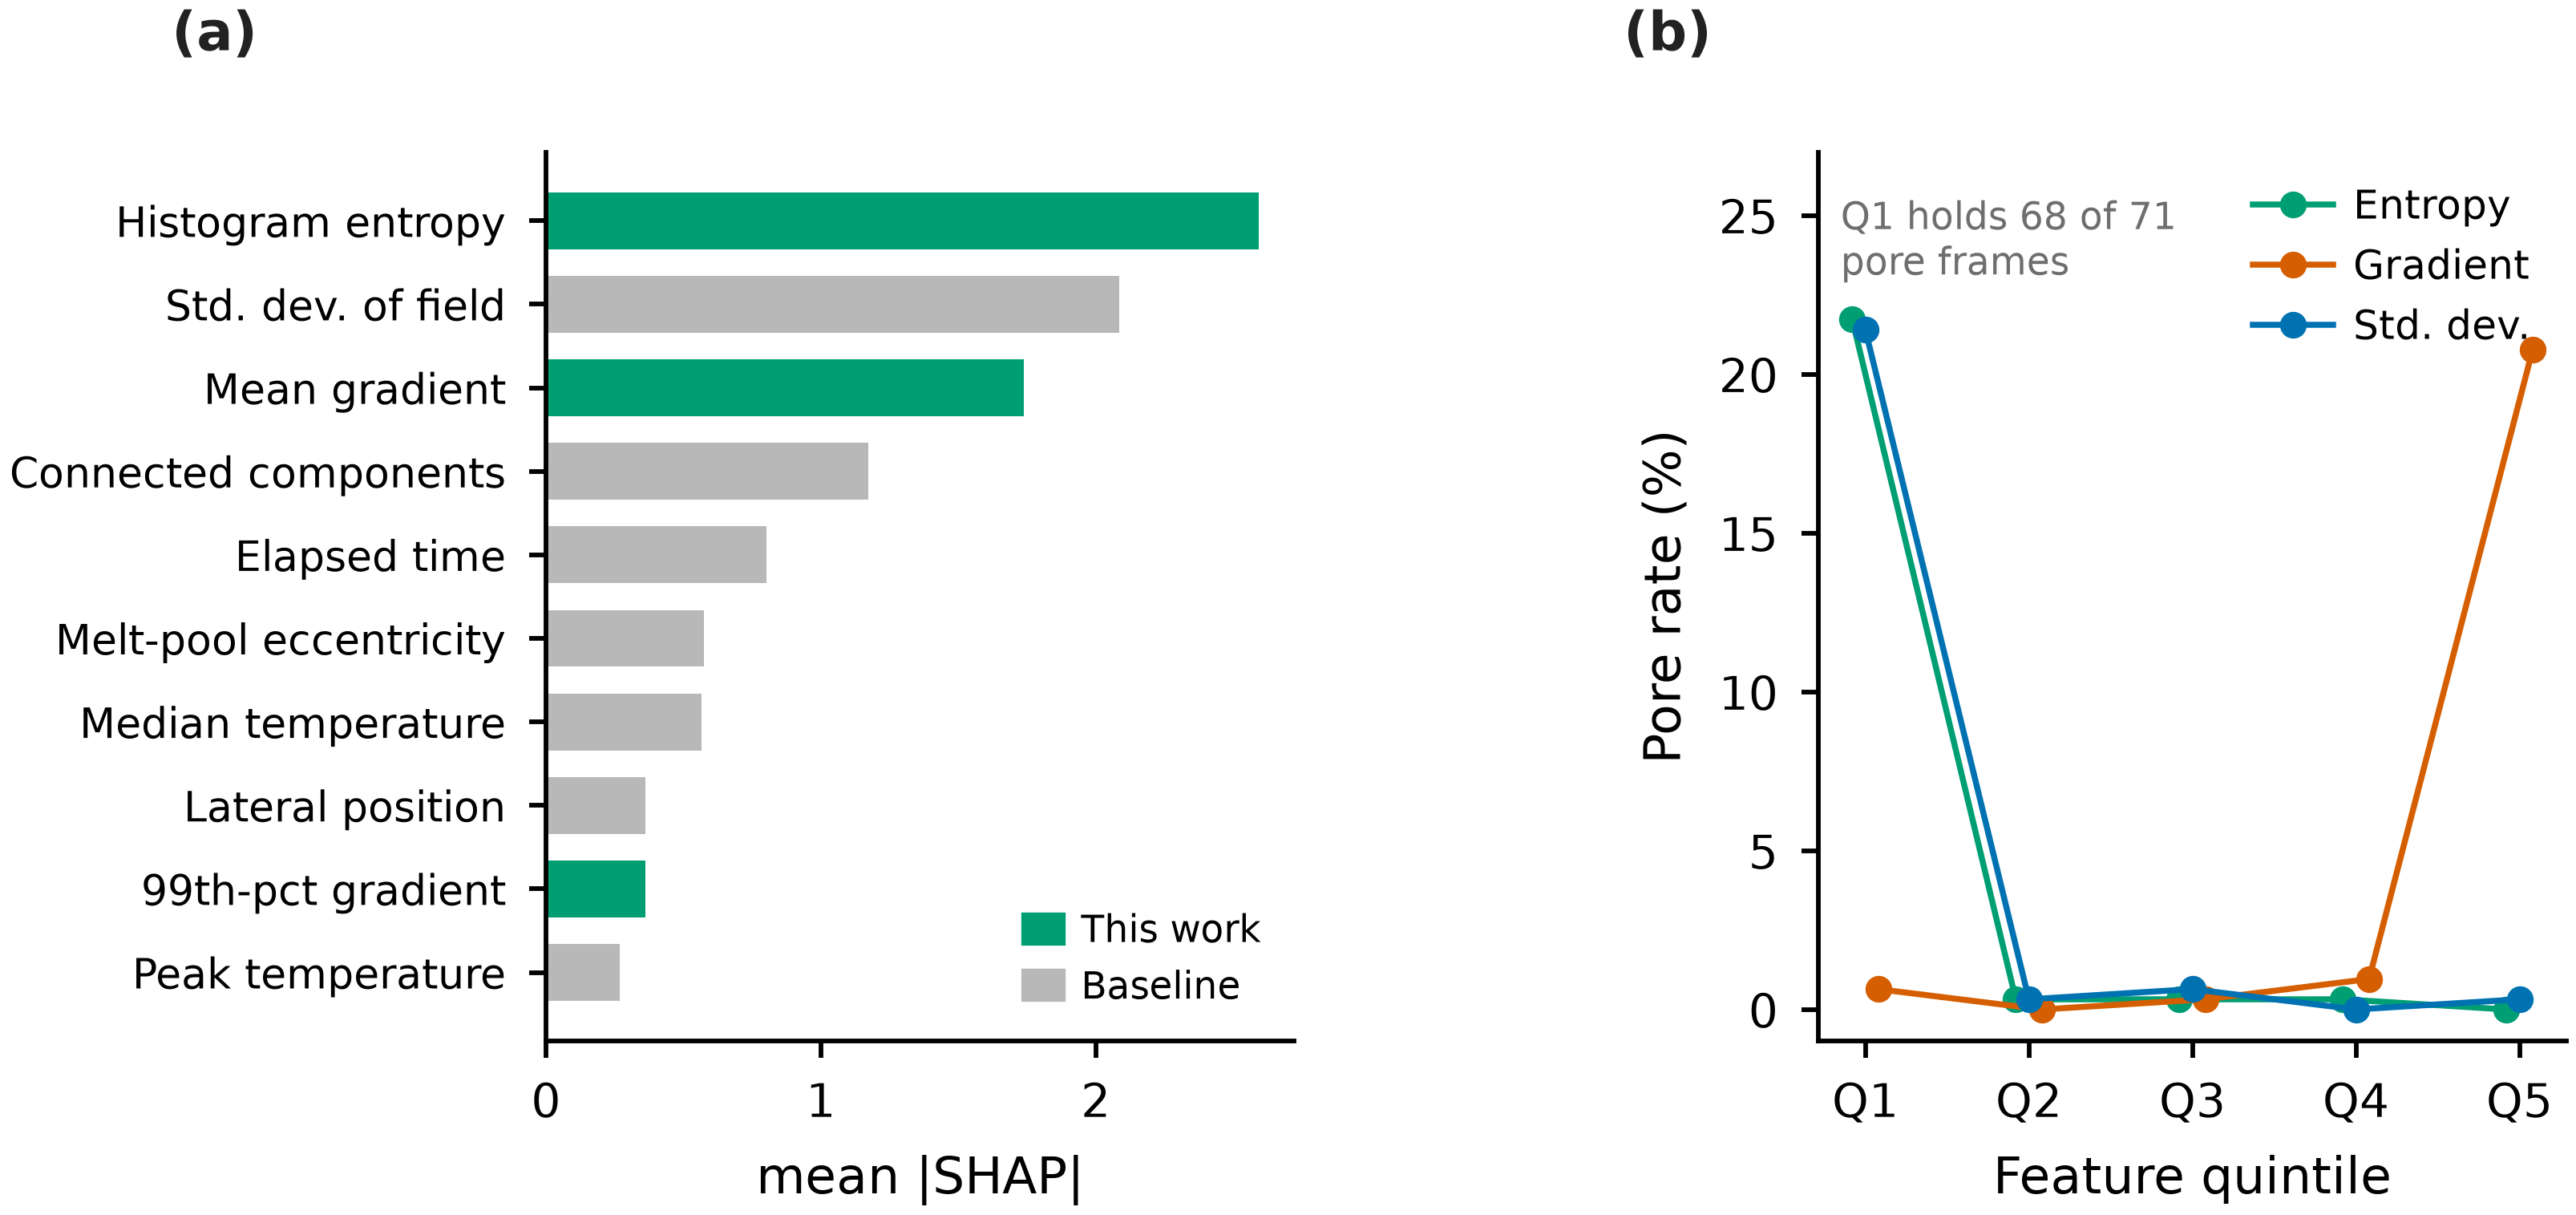 (a)
Histogram entropy
Std. dev. of field
Mean gradient
Connected components
Elapsed time
Melt-pool eccentricity
Median temperature
Lateral position
99th-pct gradient
Peak temperature
This work
Baseline
0
1
2
mean |SHAP|
(b)
Pore rate (%)
25
20
15
10
5
0
Q1 holds 68 of 71
pore frames
Entropy
Gradient
Std. dev.
Q1
Q2
Q3
Q4
Q5
Feature quintile